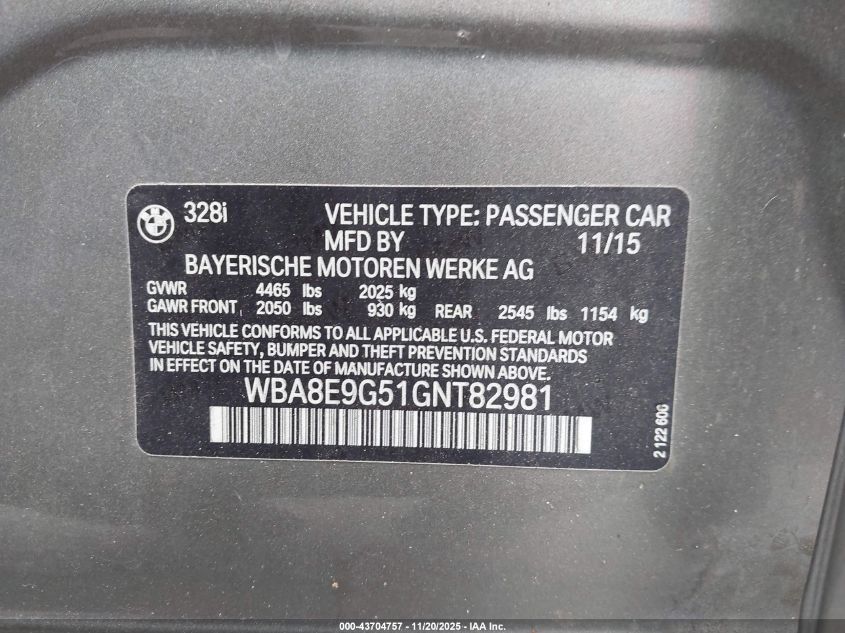 BMW 328i VEHICLE TYPE: PASSENGER CAR
MFD BY 11/15
BAYERISCHE MOTOREN WERKE AG
GVWR 4465 lbs 2025 kg
GAWR FRONT 2050 lbs 930 kg REAR 2545 lbs 1154 kg
THIS VEHICLE CONFORMS TO ALL APPLICABLE U.S. FEDERAL MOTOR
VEHICLE SAFETY, BUMPER AND THEFT PREVENTION STANDARDS
IN EFFECT ON THE DATE OF MANUFACTURE SHOWN ABOVE.
WBA8E9G51GNT82981
2 122 606
000-43704757 - 11/20/2025 - IAA Inc.